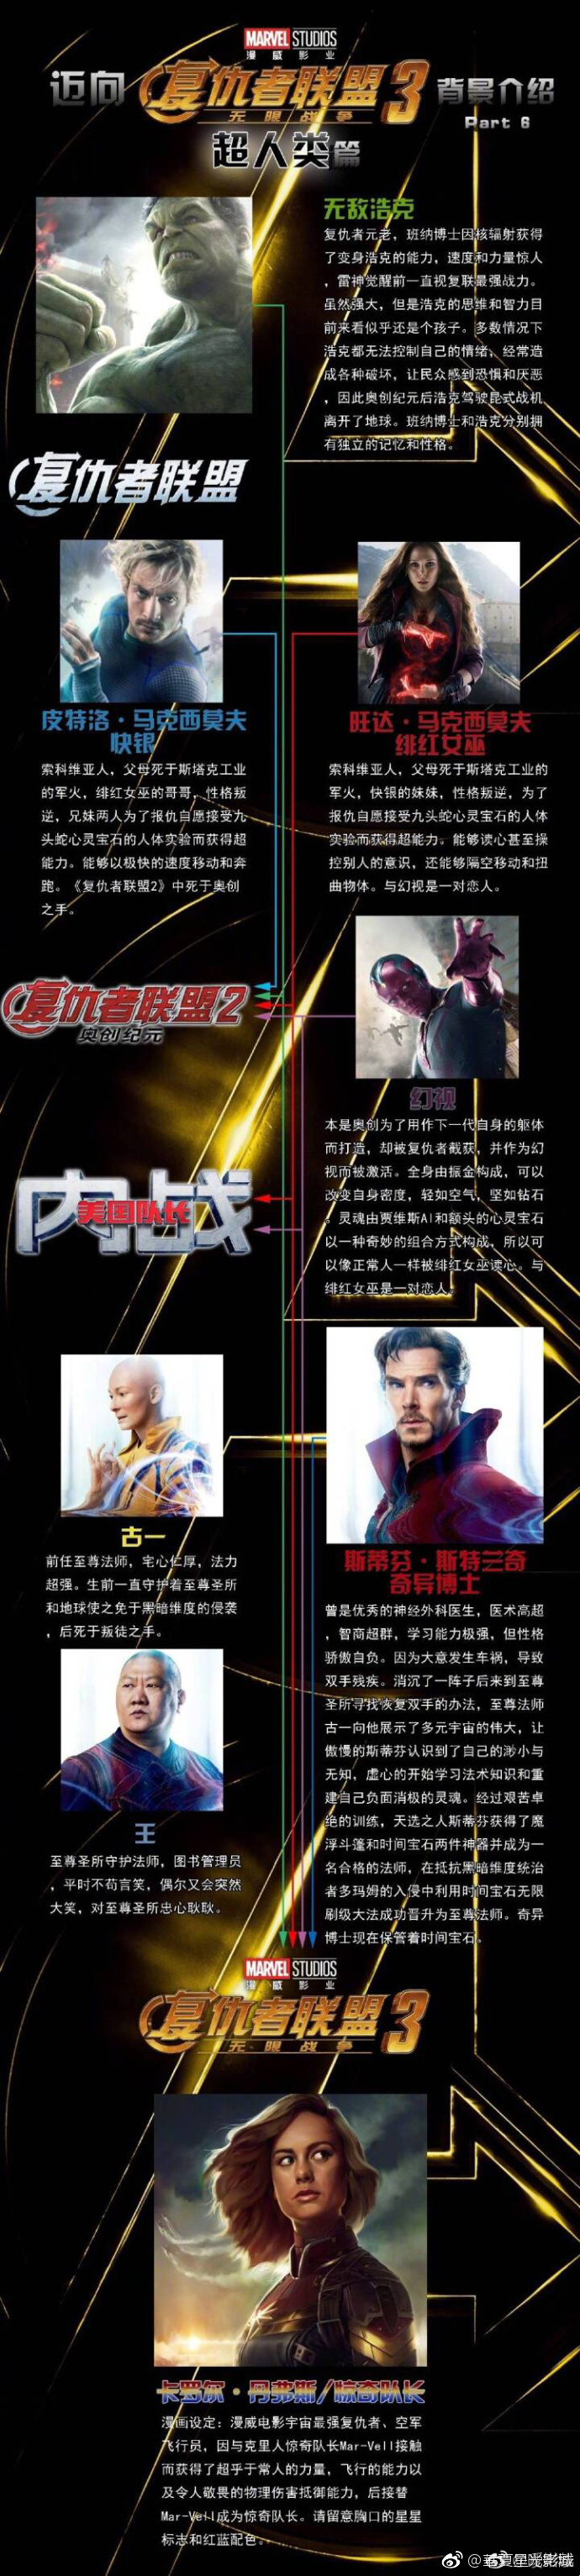 MARVEL STUDIOS
漫威影业
迈向 复仇者联盟3 背景介绍
无限战争
Part 6
超人类篇
无敌浩克
复仇者元老，班纳博士因核辐射获得
了变身浩克的能力，速度和力量惊人
，雷神觉醒前一直视复联最强战力。
虽然强大，但是浩克的思维和智力目
前来看似乎还是个孩子。多数情况下
浩克都无法控制自己的情绪，经常造
成各种破坏，让民众感到恐惧和厌恶
，因此奥创纪元后浩克驾驶昆式战机
离开了地球。班纳博士和浩克分别拥
有独立的记忆和性格。
复仇者联盟
皮特洛·马克西莫夫
快银
索科维亚人，父母死于斯塔克工业
的军火，绯红女巫的哥哥，性格叛
逆，兄妹两人为了报仇自愿接受九
头蛇心灵宝石的人体实验而获得超
能力。能够以极快的速度移动和奔
跑。《复仇者联盟2》中死于奥创
之手。
旺达·马克西莫夫
绯红女巫
索科维亚人，父母死于斯塔克工业的
军火，快银的妹妹，性格叛逆，为了
报仇自愿接受九头蛇心灵宝石的人体
实验而获得超能力。能够读心甚至操
控别人的意识，还能够隔空移动和扭
曲物体。与幻视是一对恋人。
复仇者联盟2
奥创纪元
幻视
本是奥创为了用作下一代自身的躯体
而打造，却被复仇者截获，并作为幻
视而被激活。全身由振金构成，可以
改变自身密度，轻如空气，坚如钻石
。灵魂由贾维斯AI和额头的心灵宝石
以一种奇妙的组合方式构成，所以可
以像正常人一样被绯红女巫读心。与
绯红女巫是一对恋人。
内战
美国队长
古一
前任至尊法师，宅心仁厚，法力
超强。生前一直守护着至尊圣所
和地球使之免于黑暗维度的侵袭
，后死于叛徒之手。
斯蒂芬·斯特兰奇
奇异博士
曾是优秀的神经外科医生，医术高超
，智商超群，学习能力极强，但性格
骄傲自负。因为大意发生车祸，导致
双手残疾。消沉了一阵子后来到至尊
圣所寻找恢复双手的办法，至尊法师
古一向他展示了多元宇宙的伟大，让
傲慢的斯蒂芬认识到了自己的渺小与
无知，虚心的开始学习法术知识和重
建自己负面消极的灵魂。经过艰苦卓
绝的训练，天选之人斯蒂芬获得了魔
浮斗篷和时间宝石两件神器并成为一
名合格的法师，在抵抗黑暗维度统治
者多玛姆的入侵中利用时间宝石无限
刷级大法成功晋升为至尊法师。奇异
博士现在保管着时间宝石。
王
至尊圣所守护法师，图书管理员
，平时不苟言笑，偶尔又会突然
大笑，对至尊圣所忠心耿耿。
MARVEL STUDIOS
漫威影业
复仇者联盟3
无限战争
卡罗尔·丹弗斯/惊奇队长
漫画设定：漫威电影宇宙最强复仇者、空军
飞行员，因与克里人惊奇队长Mar-Vell接触
而获得了超乎于常人的力量，飞行的能力以
及令人敬畏的物理伤害抵御能力，后接替
Mar-Vell成为惊奇队长。请留意胸口的星星
标志和红蓝配色。